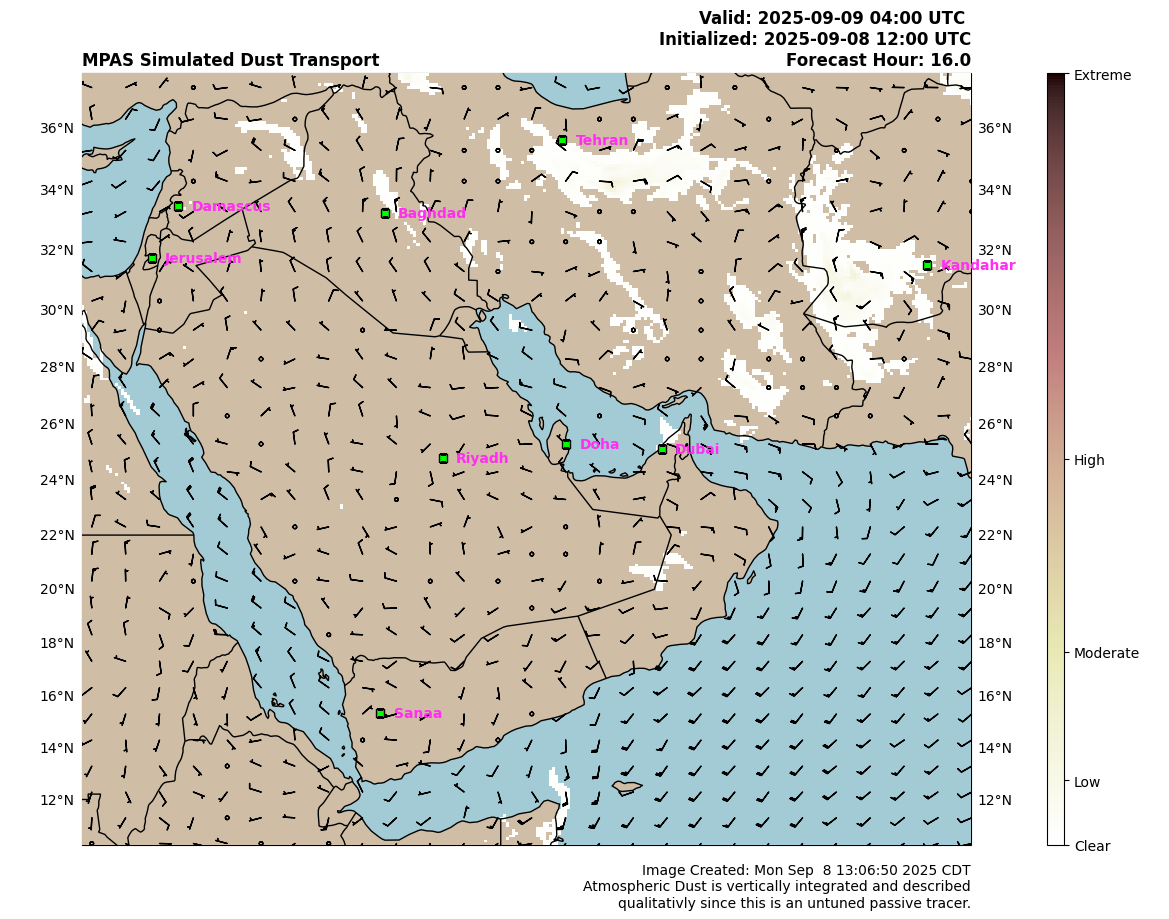 Valid: 2025-09-09 04:00 UTC
Initialized: 2025-09-08 12:00 UTC
MPAS Simulated Dust Transport
Forecast Hour: 16.0
Extreme
36°N
Tehran
36°N
34°N
Damascus
Baghdad
34°N
32°N
Jerusalem
32°N
Kandahar
30°N
30°N
28°N
28°N
26°N
26°N
Doha
Dubai
Riyadh
High
24°N
24°N
22°N
22°N
20°N
20°N
18°N
18°N
Moderate
16°N
16°N
Sanaa
14°N
14°N
Low
12°N
12°N
Clear
Image Created: Mon Sep  8 13:06:50 2025 CDT
Atmospheric Dust is vertically integrated and described
qualitativly since this is an untuned passive tracer.